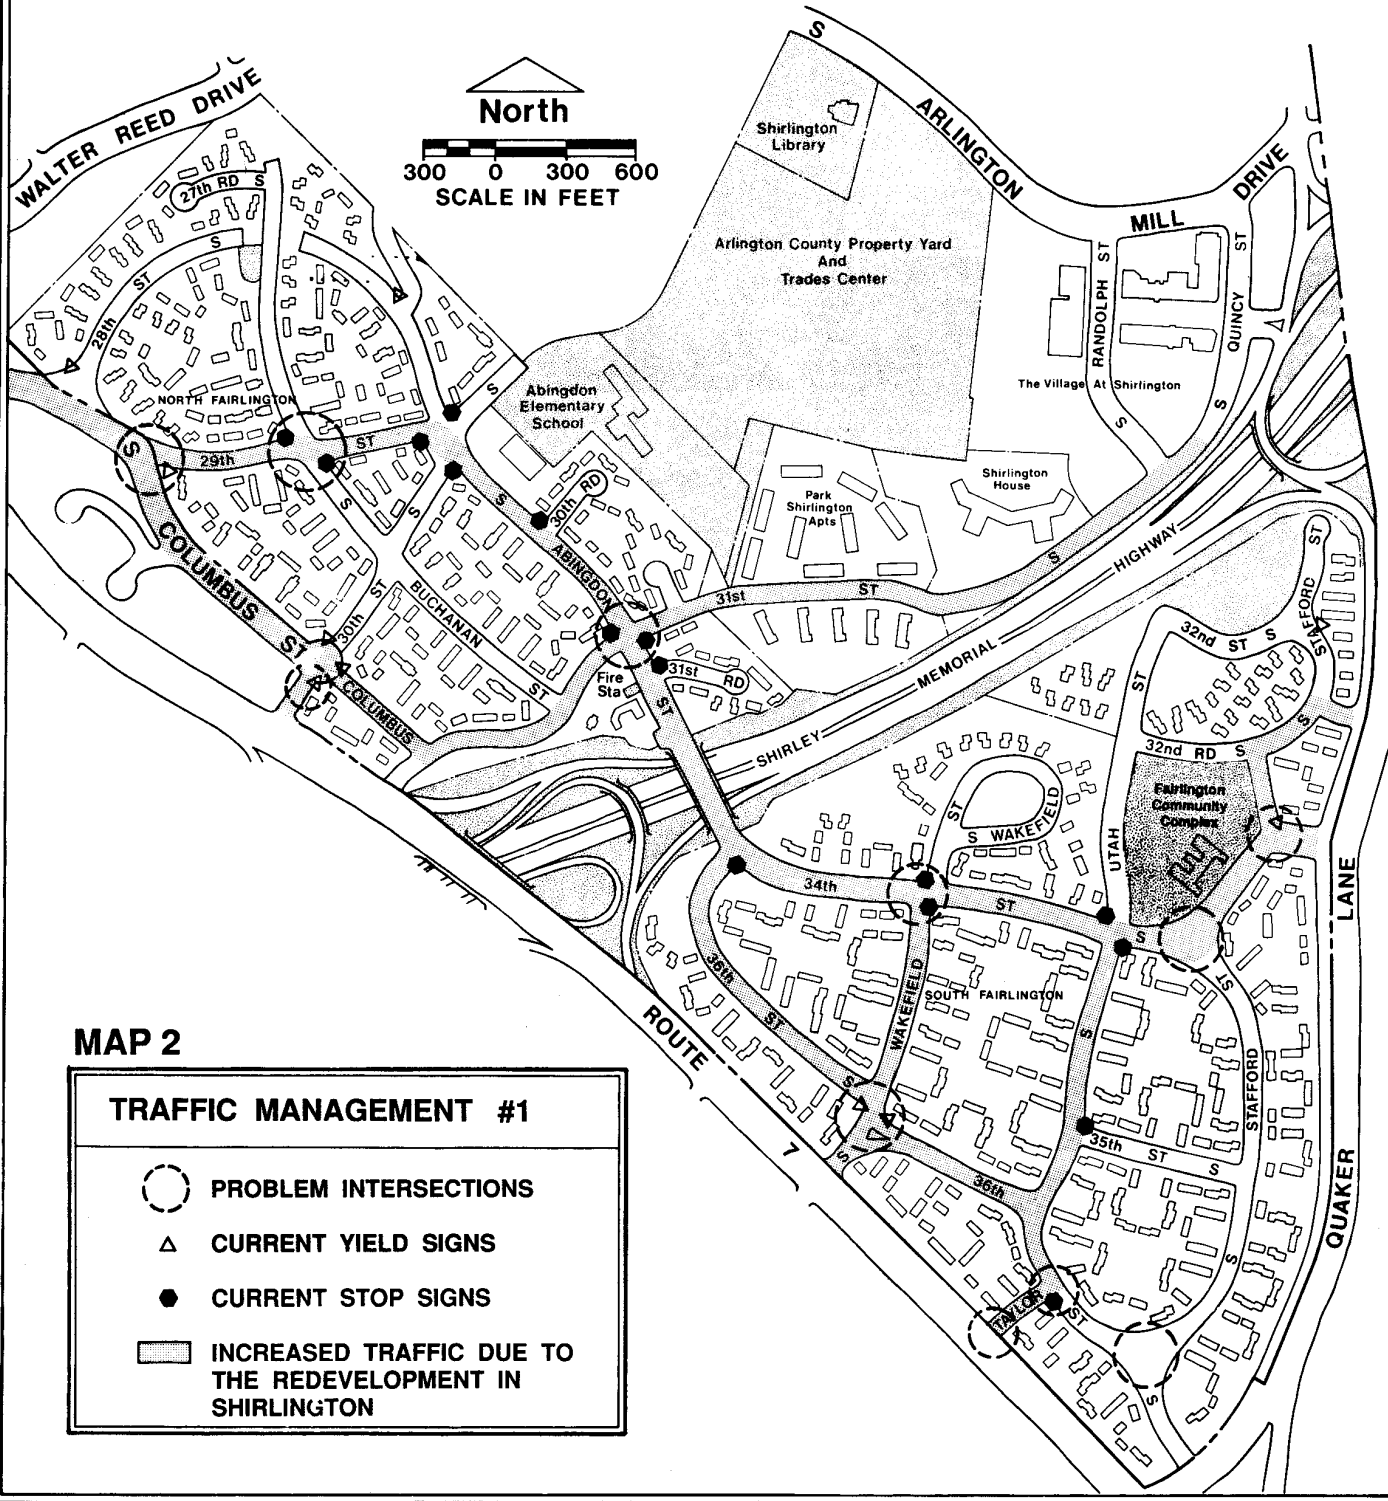 S ARLINGTON
MILL DRIVE
WALTER REED DRIVE
North
300 0 300 600
SCALE IN FEET
Shirlington
Library
27th RD S
Arlington County Property Yard
And
Trades Center
28th ST S
RANDOLPH ST S
QUINCY ST S
The Village At Shirlington
NORTH FAIRLINGTON
Abingdon
Elementary
School
S
29th ST
S
S
S
30th RD
S ABINGDON ST
Park
Shirlington
Apts
Shirlington
House
COLUMBUS ST
30th ST
BUCHANAN ST
31st ST S
SHIRLEY MEMORIAL HIGHWAY
S STAFFORD ST
32nd ST S
COLUMBUS
Fire
Sta
31st RD
UTAH ST
32nd RD S
S
Fairlington
Community
Complex
ST
S WAKEFIELD
34th ST S
36th ST S
WAKEFIELD
SOUTH FAIRLINGTON
S
ST
STAFFORD
S
ROUTE 7
S
35th ST S
36th
TAYLOR ST
S
QUAKER LANE
MAP 2
TRAFFIC MANAGEMENT #1
PROBLEM INTERSECTIONS
CURRENT YIELD SIGNS
CURRENT STOP SIGNS
INCREASED TRAFFIC DUE TO
THE REDEVELOPMENT IN
SHIRLINGTON